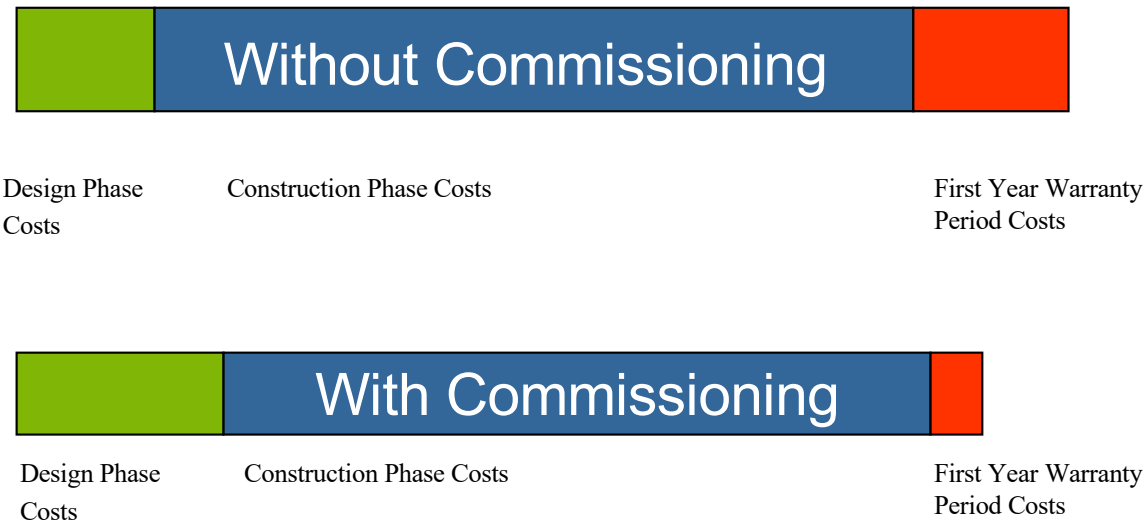 Without Commissioning
Design Phase
Costs
Construction Phase Costs
First Year Warranty
Period Costs
With Commissioning
Design Phase
Costs
Construction Phase Costs
First Year Warranty
Period Costs